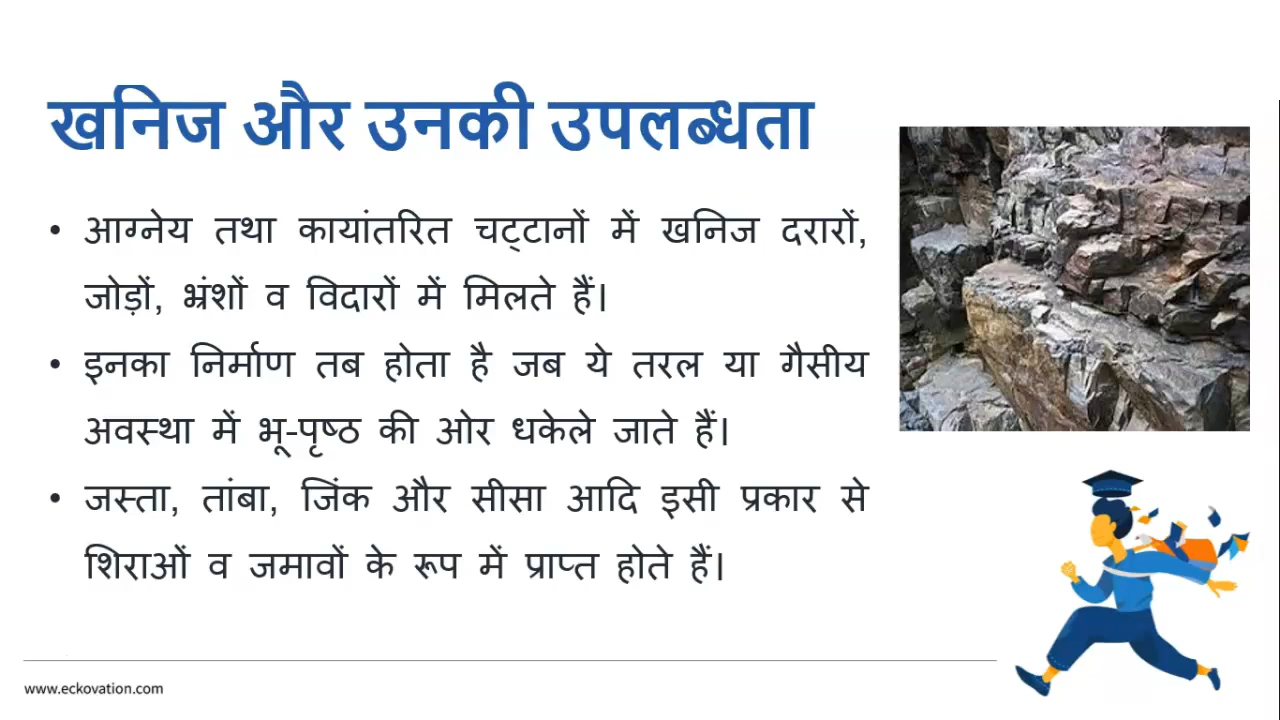 खनिज और उनकी उपलब्धता
• आग्नेय तथा कायांतरित चट्टानों में खनिज दरारों,
जोड़ों, भ्रंशों व विदारों में मिलते हैं।
• इनका निर्माण तब होता है जब ये तरल या गैसीय
अवस्था में भू-पृष्ठ की ओर धकेले जाते हैं।
• जस्ता, तांबा, जिंक और सीसा आदि इसी प्रकार से
शिराओं व जमावों के रूप में प्राप्त होते हैं।
www.eckovation.com